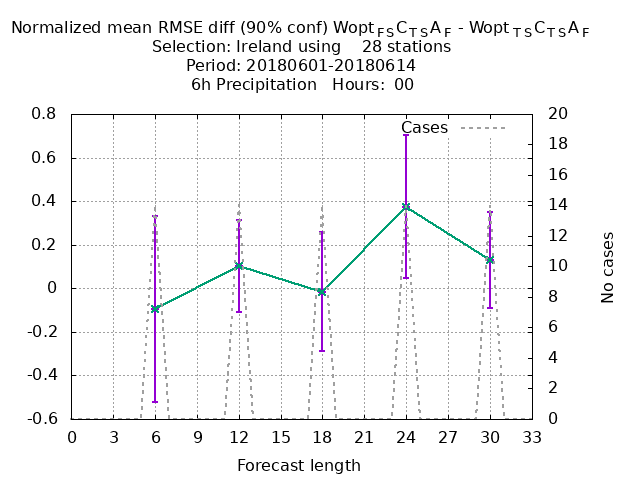 Normalized mean RMSE diff (90% conf) Wopt FS C TS A F - Wopt TS C TS A F
Selection: Ireland using 28 stations
Period: 20180601-20180614
6h Precipitation Hours: 00
Cases
0.8
0.6
0.4
0.2
0
-0.2
-0.4
-0.6
20
18
16
14
12
10
8
6
4
2
0
No cases
0 3 6 9 12 15 18 21 24 27 30 33
Forecast length